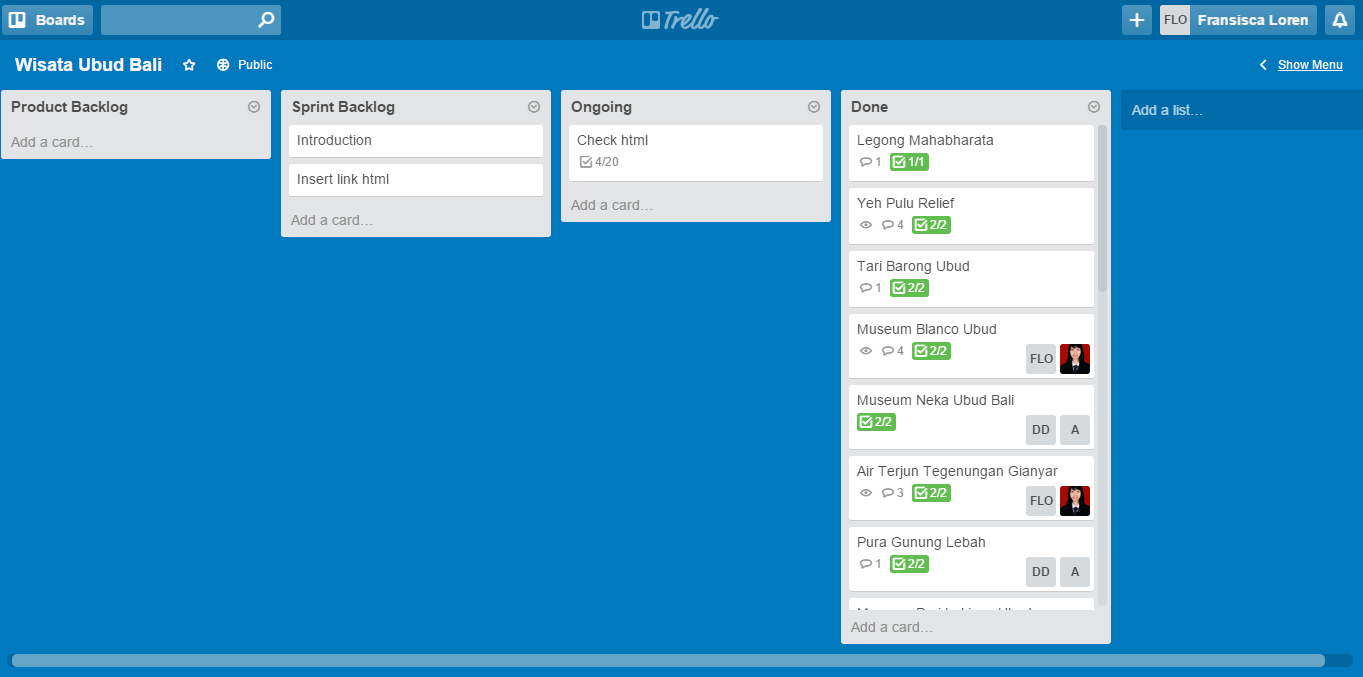 Boards
Trello
FLO Fransisca Loren
Wisata Ubud Bali
Public
Show Menu
Product Backlog
Add a card...
Sprint Backlog
Introduction
Insert link html
Add a card...
Ongoing
Check html
4/20
Add a card...
Done
Legong Mahabharata
1 1/1
Yeh Pulu Relief
4 2/2
Tari Barong Ubud
1 2/2
Museum Blanco Ubud
4 2/2
FLO
Museum Neka Ubud Bali
2/2
DD A
Air Terjun Tegenungan Gianyar
3 2/2
FLO
Pura Gunung Lebah
1 2/2
DD A
Add a card...
Add a list...